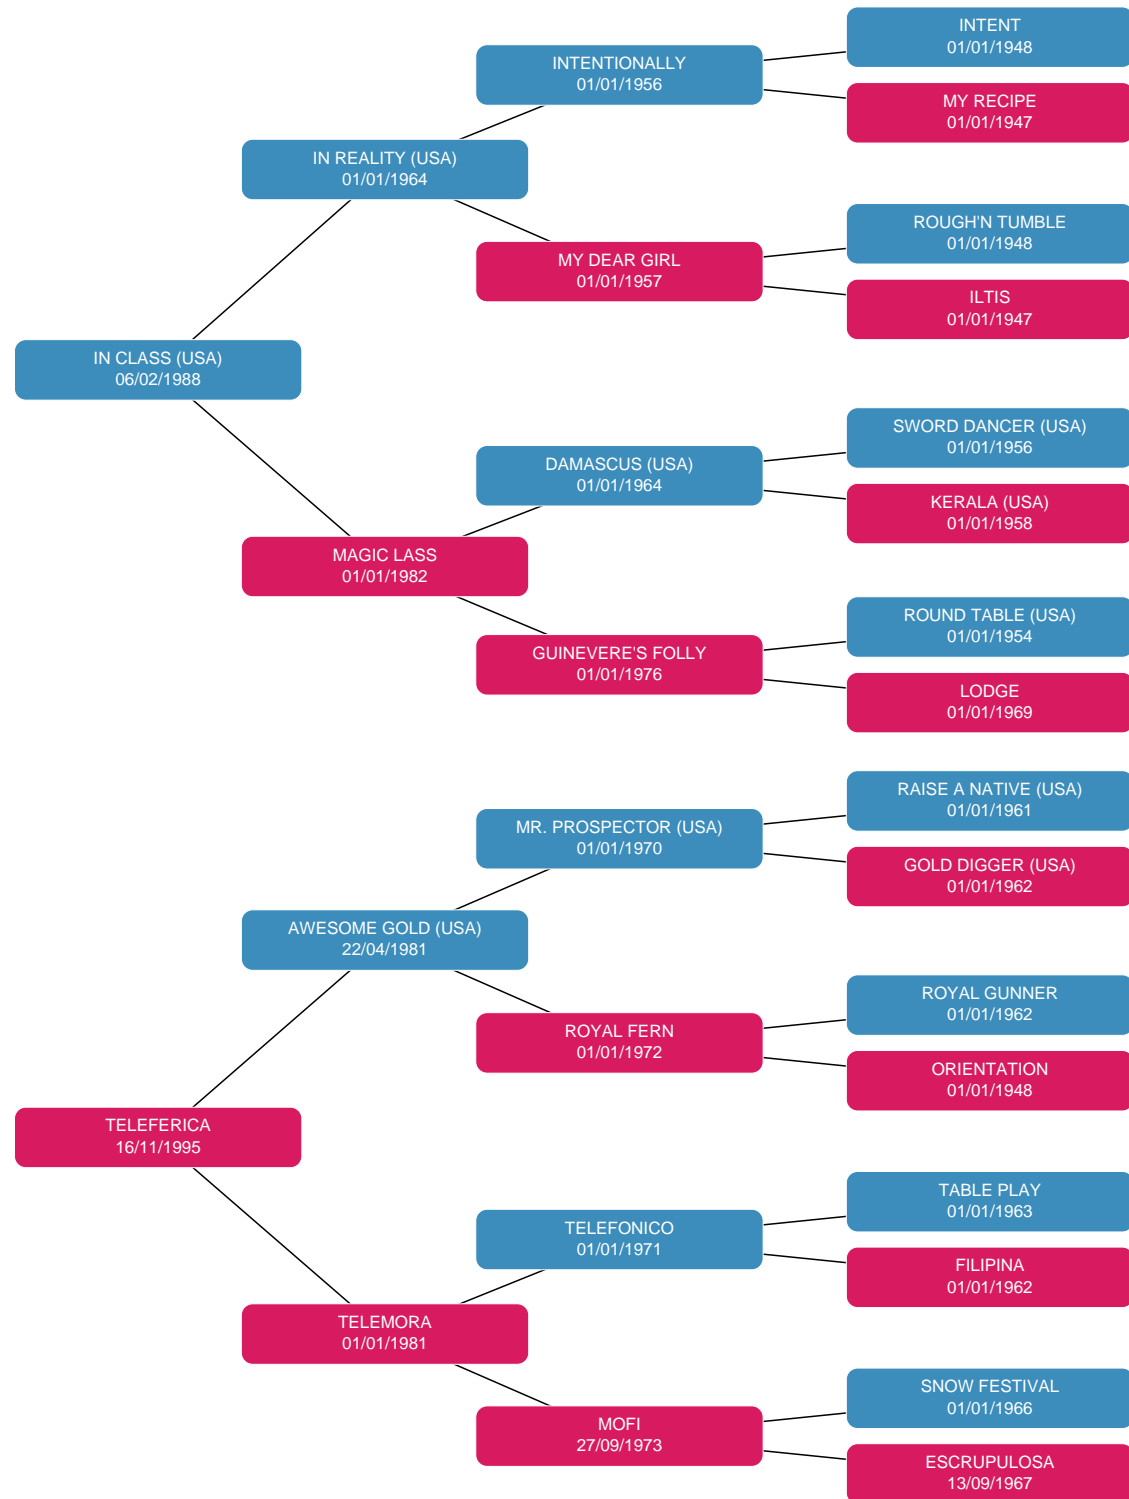 INTENT
01/01/1948
INTENTIONALLY
01/01/1956
MY RECIPE
01/01/1947
IN REALITY (USA)
01/01/1964
ROUGH'N TUMBLE
01/01/1948
MY DEAR GIRL
01/01/1957
ILTIS
01/01/1947
IN CLASS (USA)
06/02/1988
SWORD DANCER (USA)
01/01/1956
DAMASCUS (USA)
01/01/1964
KERALA (USA)
01/01/1958
MAGIC LASS
01/01/1982
ROUND TABLE (USA)
01/01/1954
GUINEVERE'S FOLLY
01/01/1976
LODGE
01/01/1969
RAISE A NATIVE (USA)
01/01/1961
MR. PROSPECTOR (USA)
01/01/1970
GOLD DIGGER (USA)
01/01/1962
AWESOME GOLD (USA)
22/04/1981
ROYAL GUNNER
01/01/1962
ROYAL FERN
01/01/1972
ORIENTATION
01/01/1948
TELEFERICA
16/11/1995
TABLE PLAY
01/01/1963
TELEFONICO
01/01/1971
FILIPINA
01/01/1962
TELEMORA
01/01/1981
SNOW FESTIVAL
01/01/1966
MOFI
27/09/1973
ESCRUPULOSA
13/09/1967